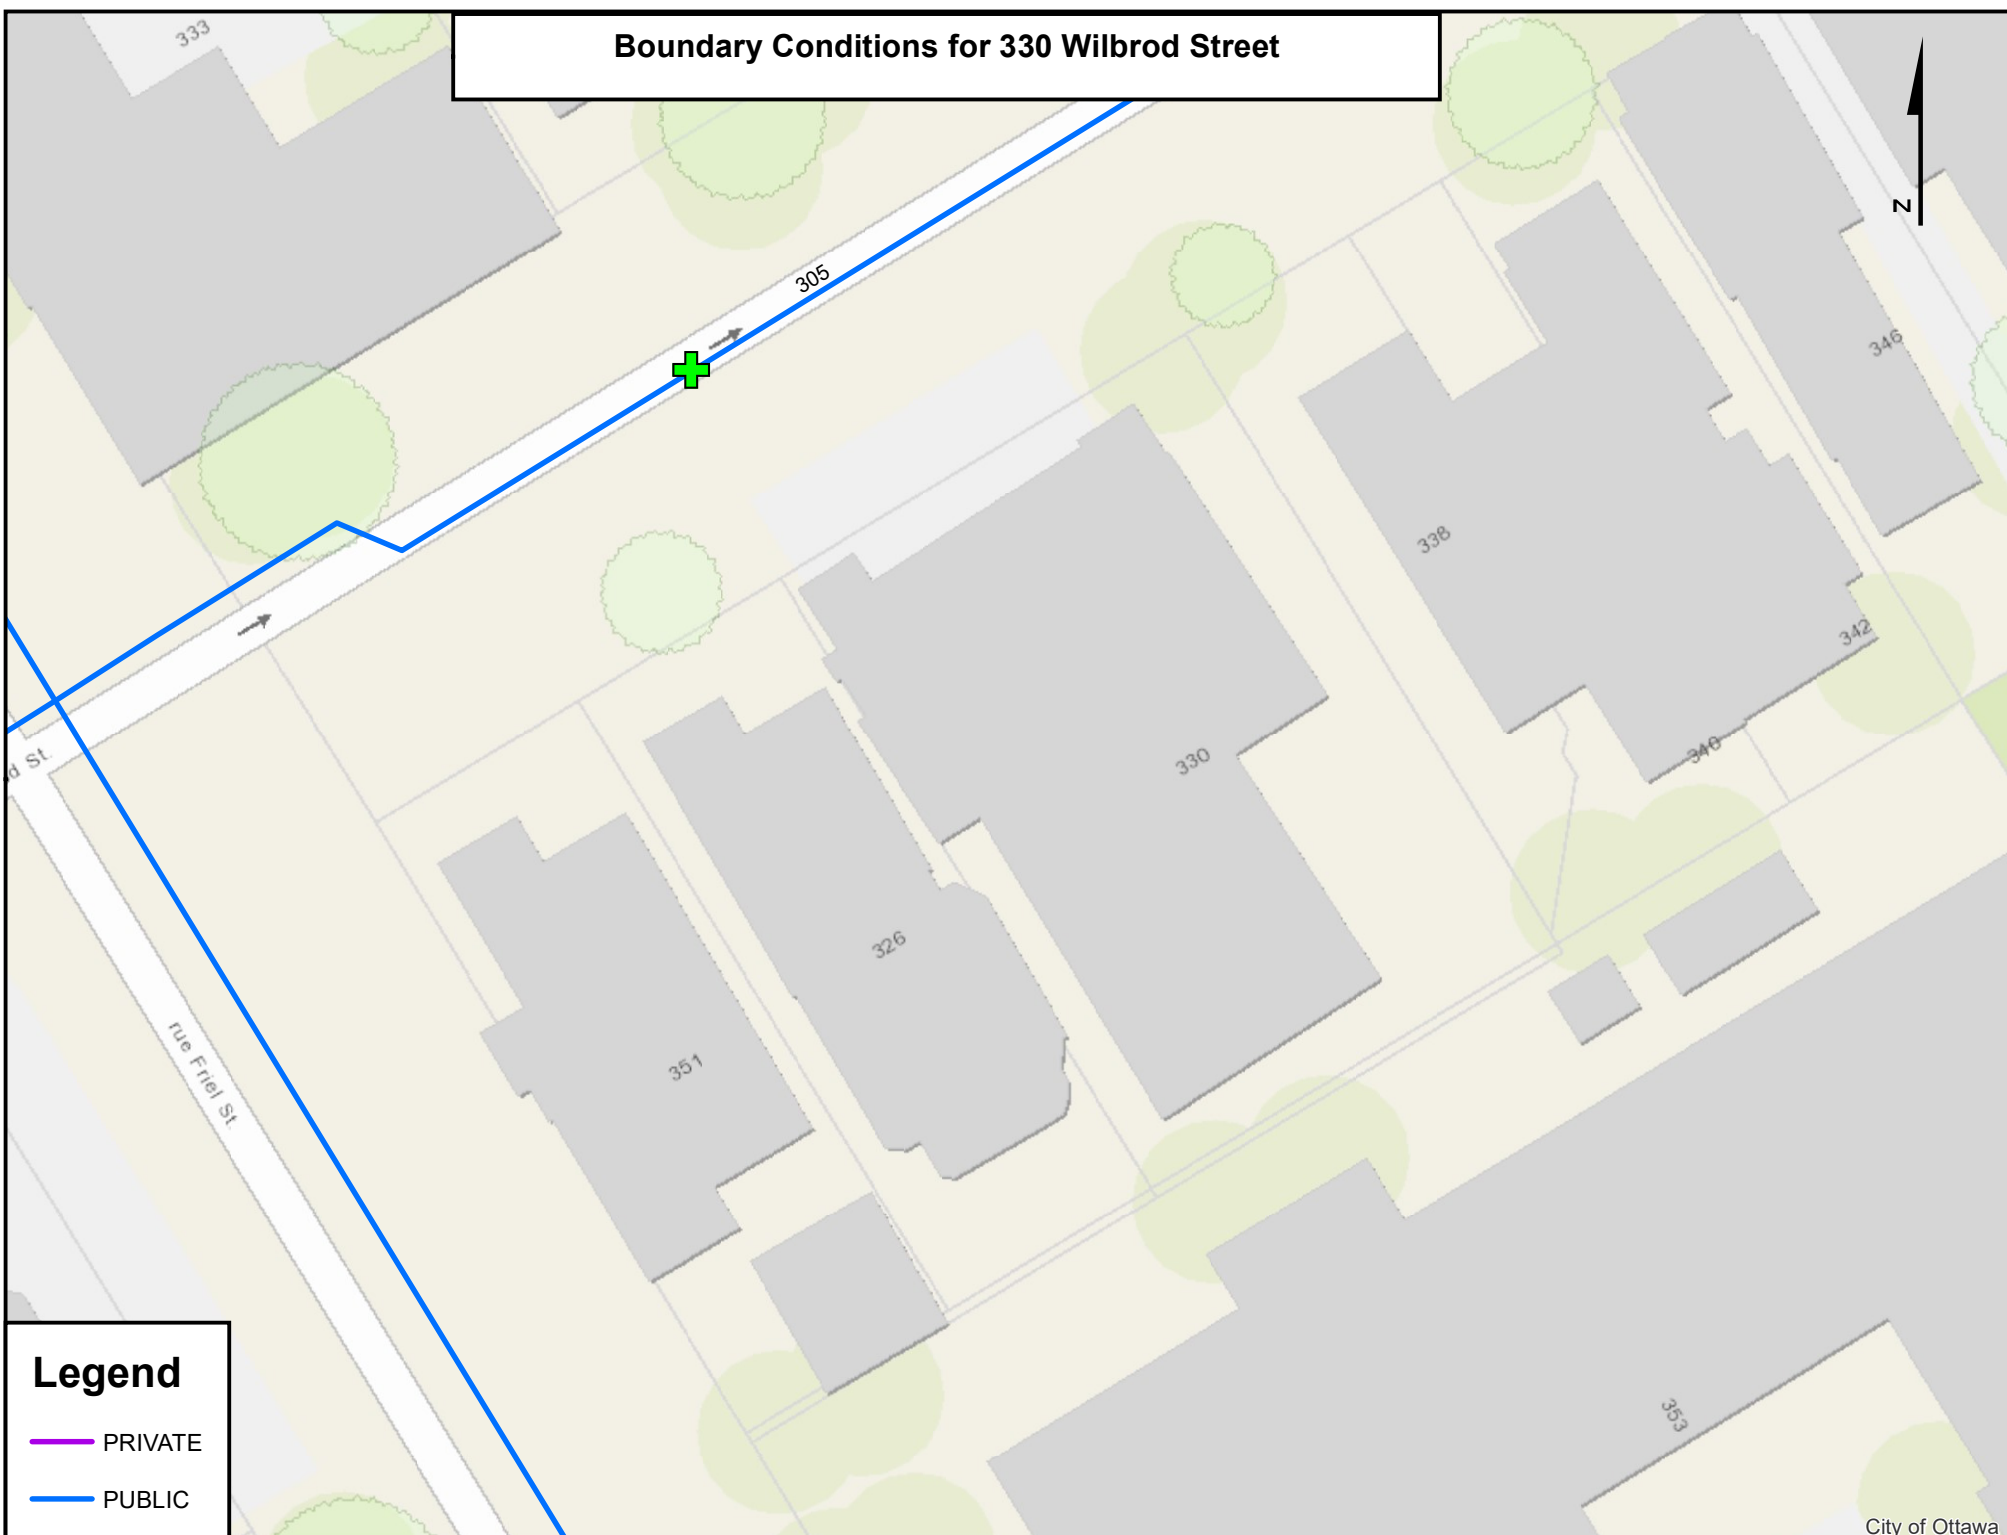 Boundary Conditions for 330 Wilbrod Street
333
N
305
346
338
342
d St.
330
340
326
351
rue Friel St.
Legend
PRIVATE
PUBLIC
353
City of Ottawa